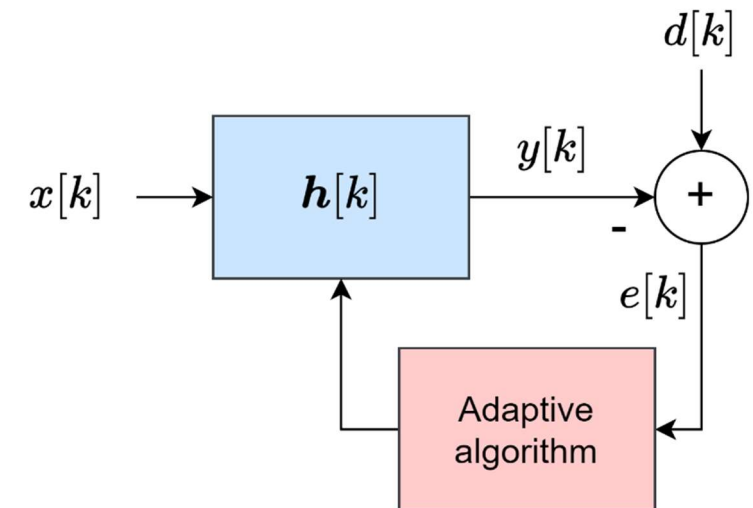 d[k]
y[k]
x[k]
h[k]
+
-
e[k]
Adaptive
algorithm